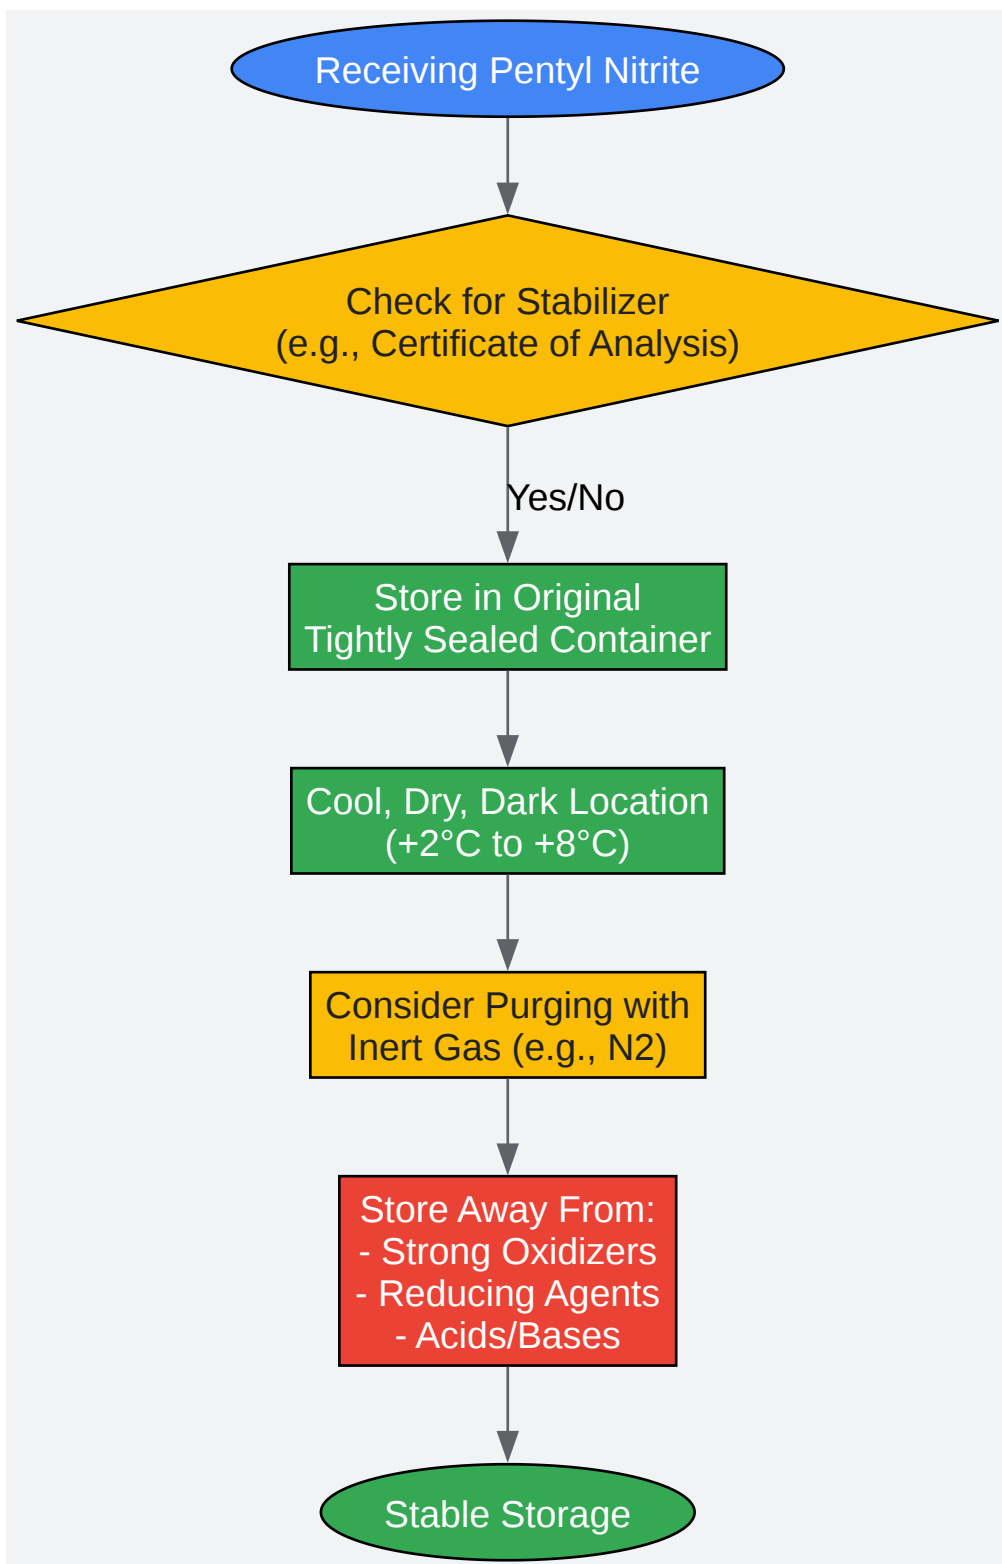 Receiving Pentyl Nitrite
Check for Stabilizer
(e.g., Certificate of Analysis)
Yes/No
Store in Original
Tightly Sealed Container
Cool, Dry, Dark Location
(+2°C to +8°C)
Consider Purging with
Inert Gas (e.g., N2)
Store Away From:
- Strong Oxidizers
- Reducing Agents
- Acids/Bases
Stable Storage